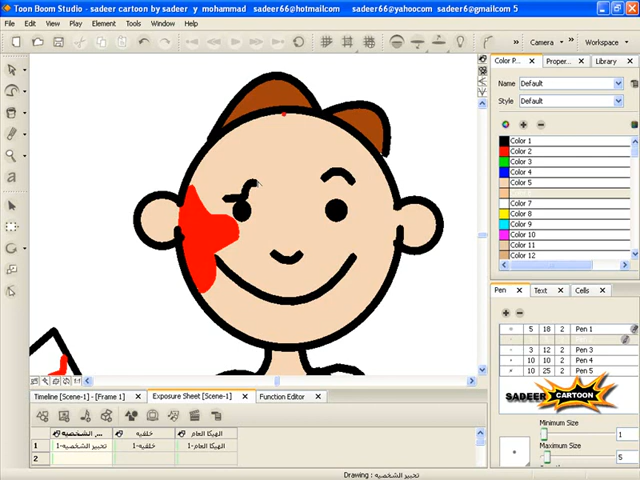 Toon Boom Studio - sadeer cartoon by sadeer y mohammad sadeer66@hotmailcom sadeer66@yahoocom sadeer6@gmailcom 5
File Edit View Play Element Tools Window Help
Camera Workspace
Color P... Proper... Library
Name Default
Style Default
Color 1
Color 2
Color 3
Color 4
Color 5
Color 7
Color 8
Color 9
Color 10
Color 11
Color 12
Pen Text Cells
5 18 2 Pen 1
3 12 2 Pen 3
10 10 2 Pen 4
10 25 2 Pen 5
SADEER CARTOON
Minimum Size
1
Maximum Size
5
1:1
Timeline [Scene-1] - [Frame 1] Exposure Sheet [Scene-1] Function Editor
... الشخصيه خلفيه الهيكا العام
1 تحبير الشخصيه-1 خلفيه-1 الهيكا العام-1
2
Drawing : تحبير الشخصيه